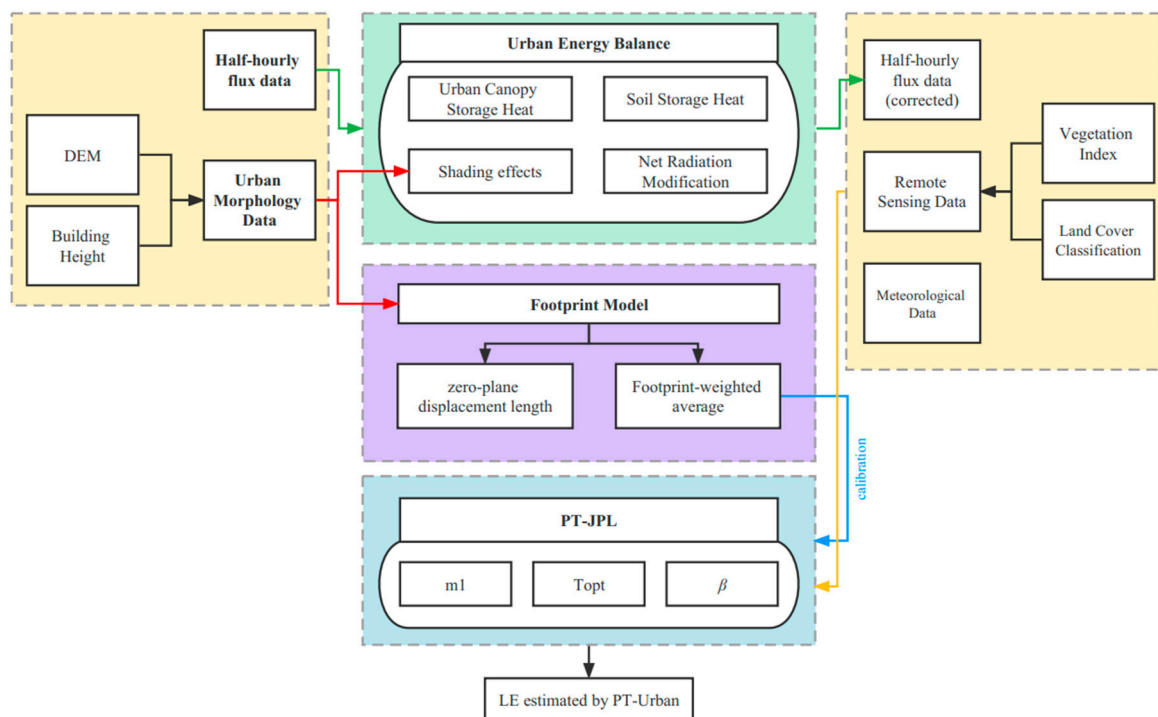 Half-hourly
flux data
DEM
Building
Height
Urban
Morphology
Data
Urban Energy Balance
Urban Canopy
Storage Heat
Soil Storage Heat
Shading effects
Net Radiation
Modification
Half-hourly
flux data
(corrected)
Remote
Sensing Data
Meteorological
Data
Vegetation
Index
Land Cover
Classification
Footprint Model
zero-plane
displacement length
Footprint-weighted
average
calibration
PT-JPL
m1
Topt
β
LE estimated by PT-Urban